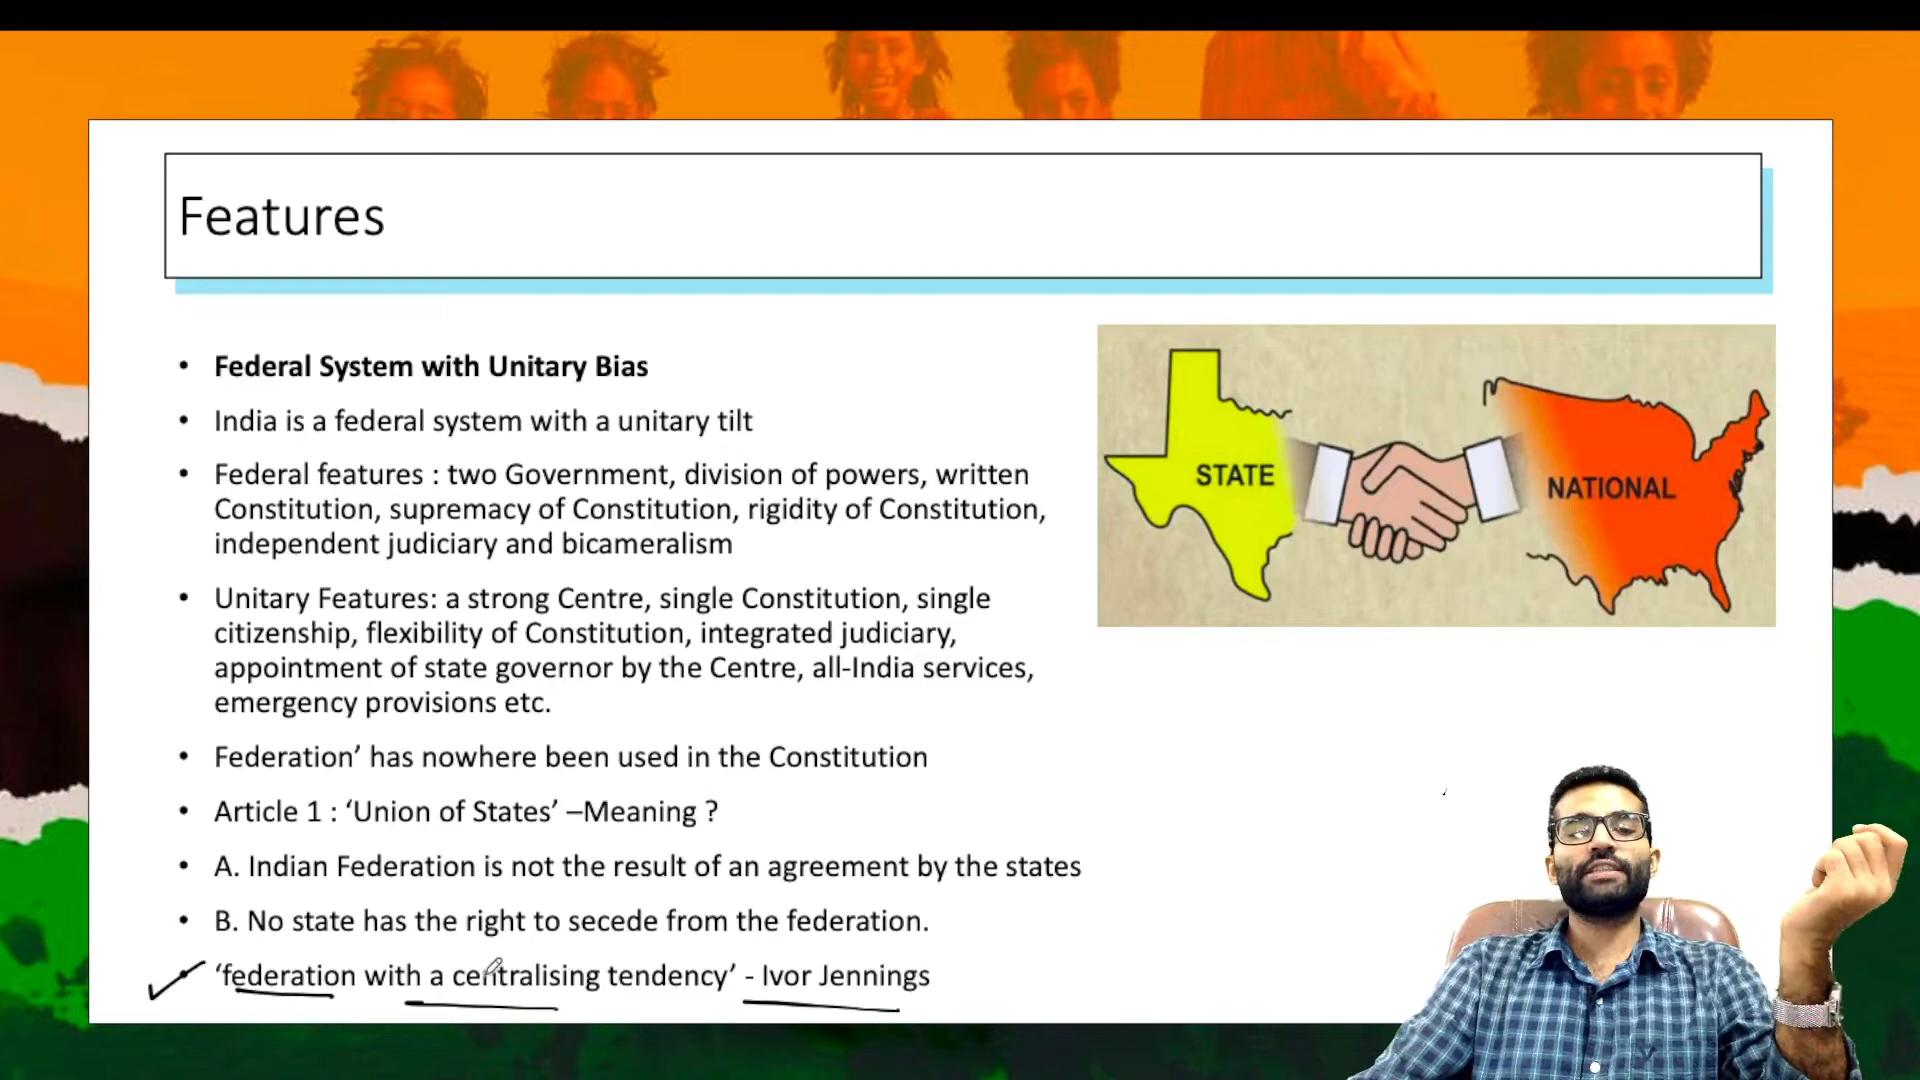 Features
• Federal System with Unitary Bias
• India is a federal system with a unitary tilt
• Federal features : two Government, division of powers, written
Constitution, supremacy of Constitution, rigidity of Constitution,
independent judiciary and bicameralism
• Unitary Features: a strong Centre, single Constitution, single
citizenship, flexibility of Constitution, integrated judiciary,
appointment of state governor by the Centre, all-India services,
emergency provisions etc.
• Federation’ has nowhere been used in the Constitution
• Article 1 : ‘Union of States’ –Meaning ?
• A. Indian Federation is not the result of an agreement by the states
• B. No state has the right to secede from the federation.
• ‘federation with a centralising tendency’ - Ivor Jennings
STATE
NATIONAL